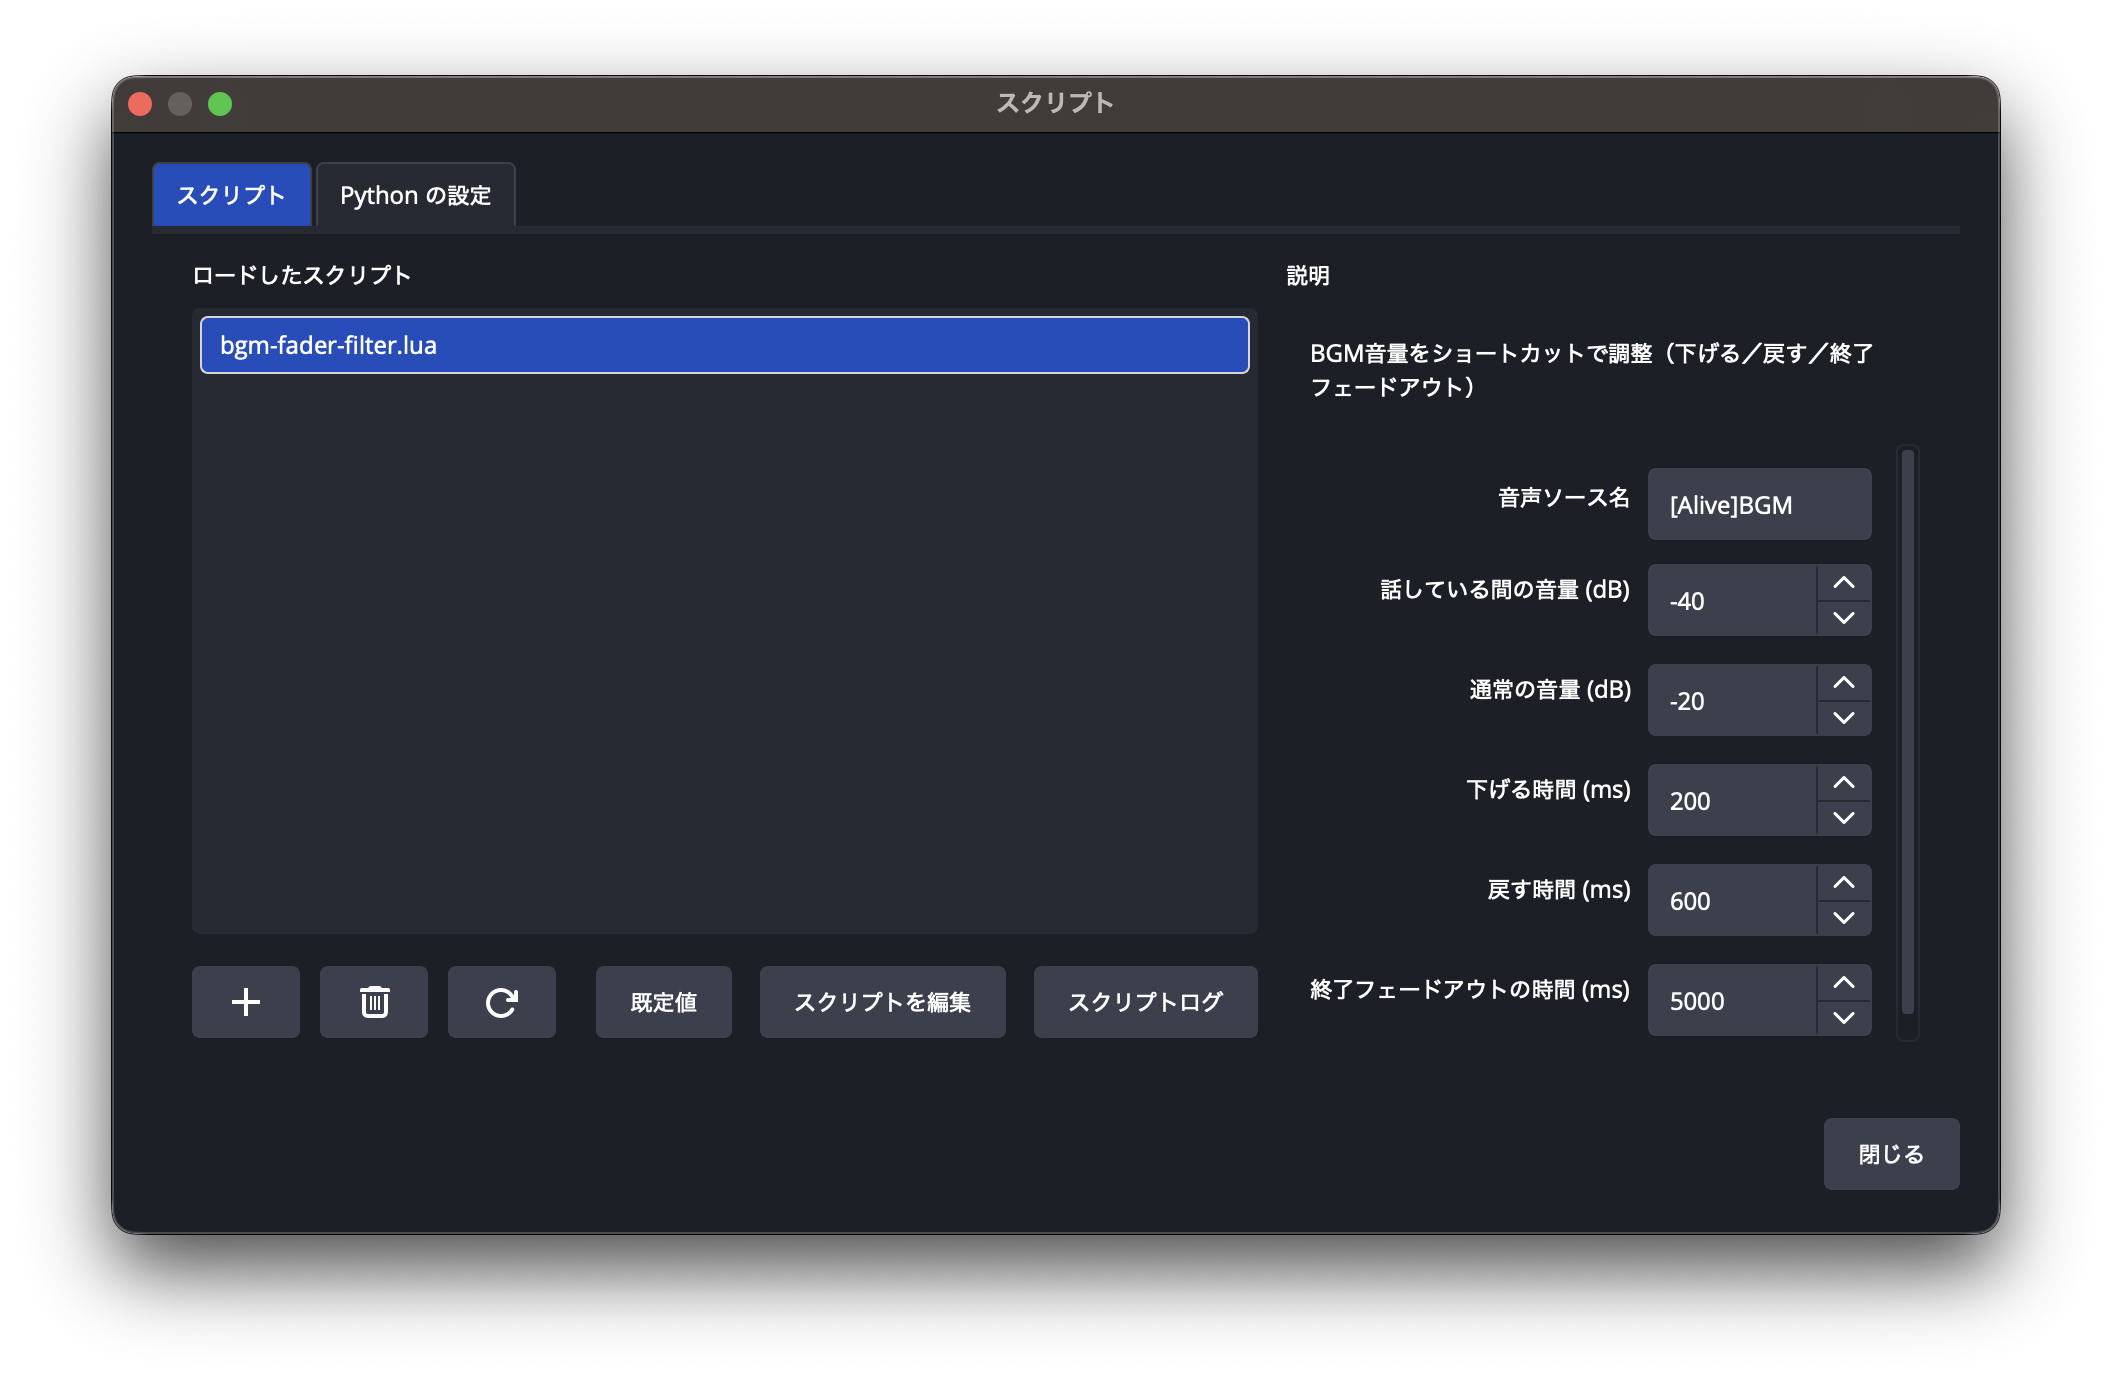 スクリプト
スクリプト
Python の設定
ロードしたスクリプト
bgm-fader-filter.lua
既定値
スクリプトを編集
スクリプトログ
説明
BGM音量をショートカットで調整（下げる／戻す／終了
フェードアウト）
音声ソース名
[Alive]BGM
話している間の音量 (dB)
-40
通常の音量 (dB)
-20
下げる時間 (ms)
200
戻す時間 (ms)
600
終了フェードアウトの時間 (ms)
5000
閉じる